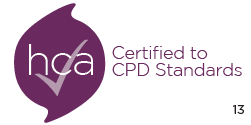 hca
Certified to
CPD Standards
13